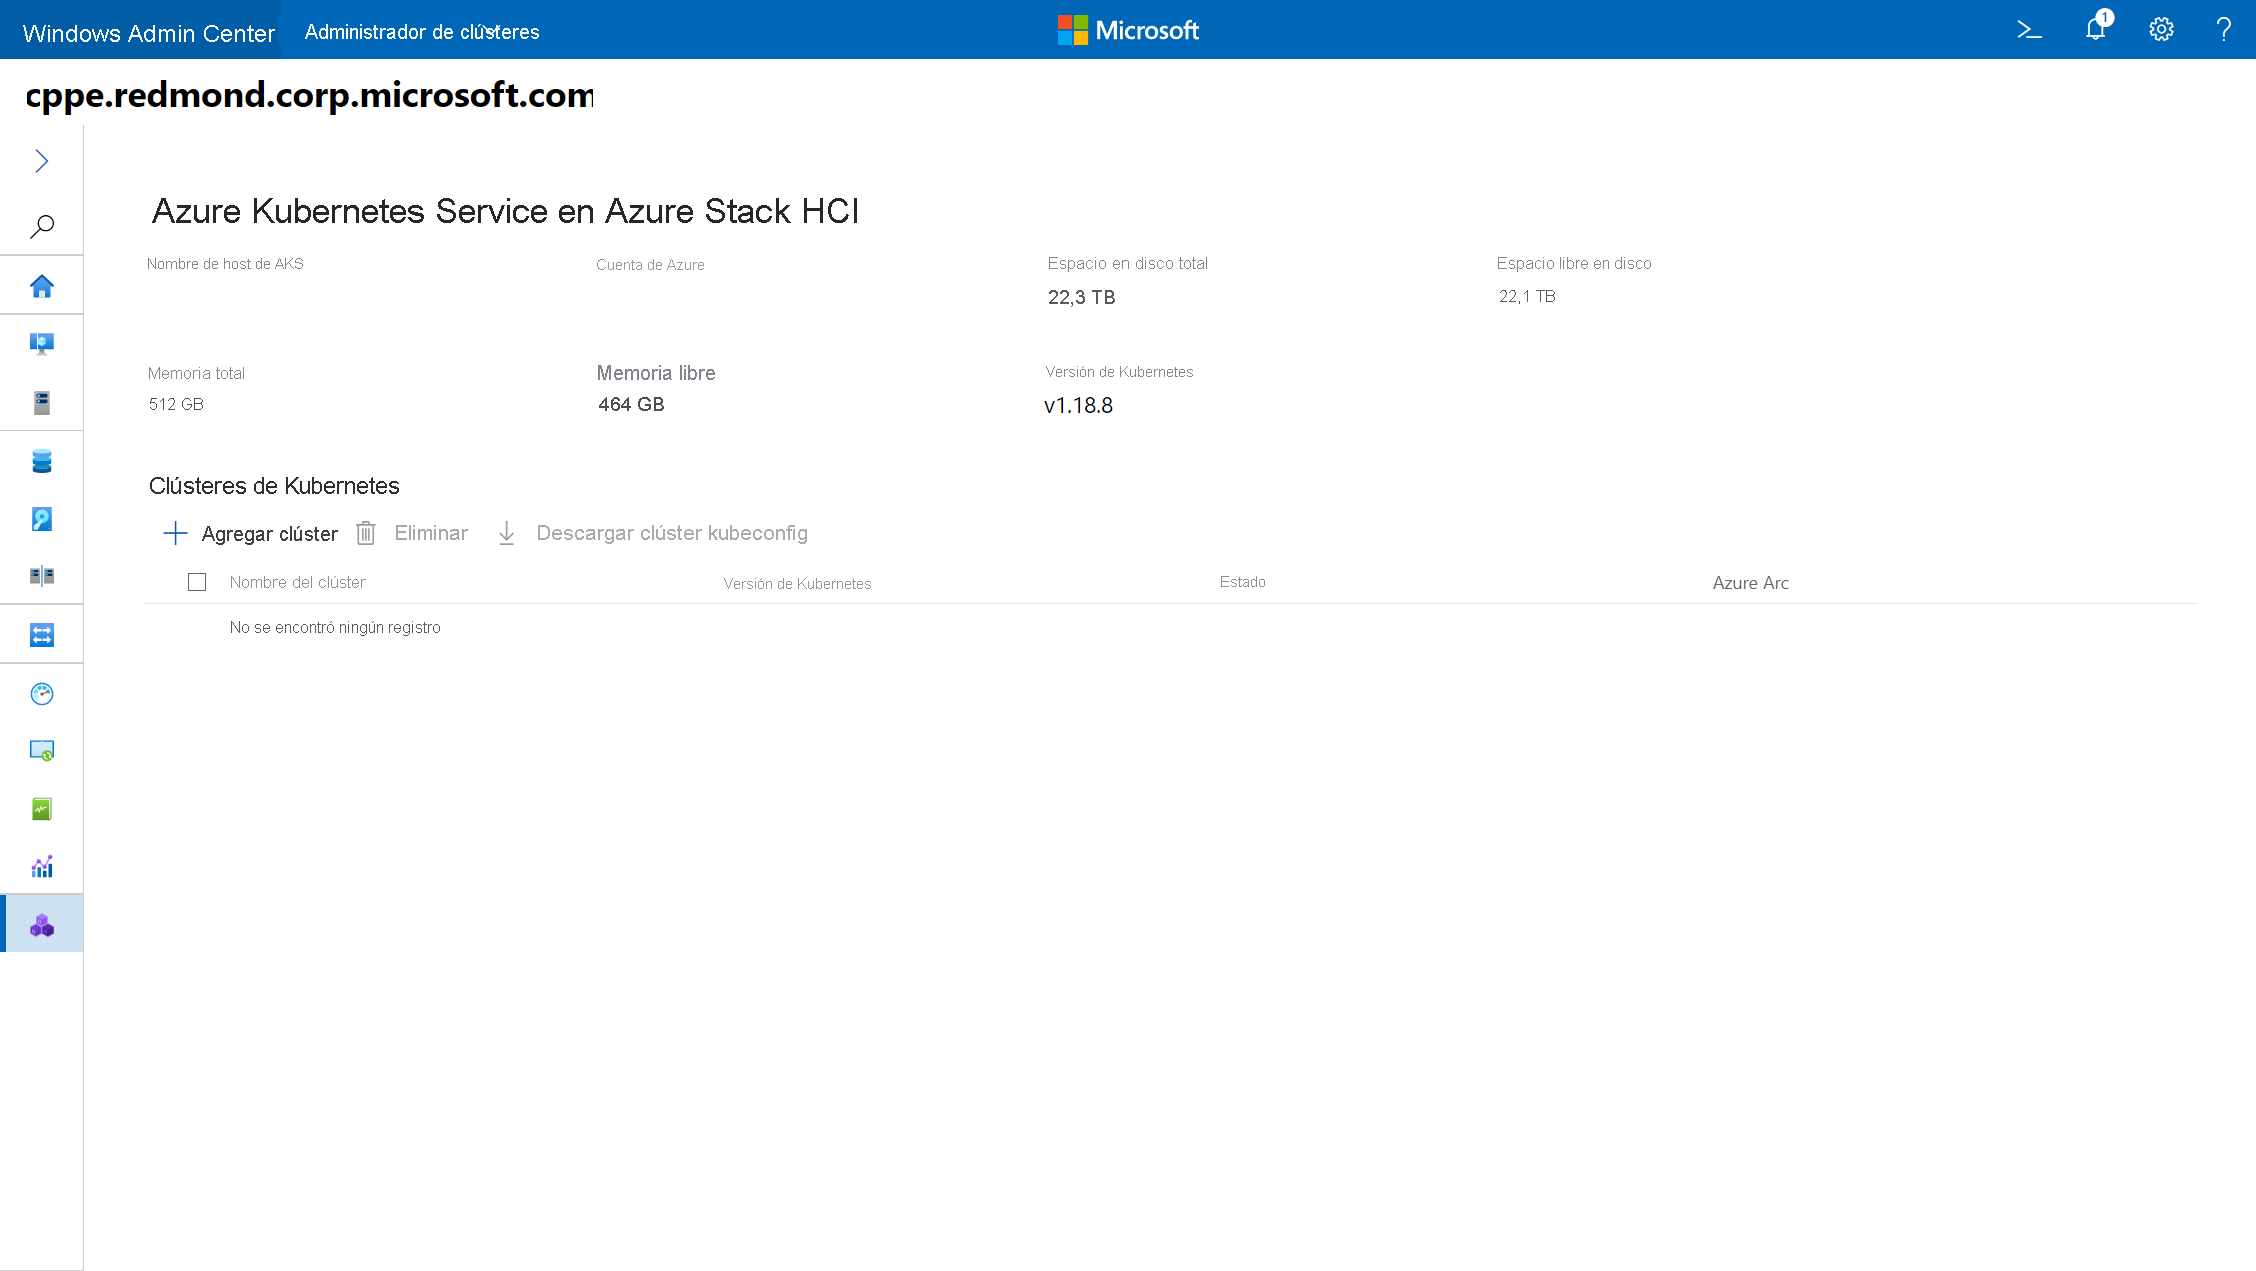 Windows Admin Center
Administrador de clústeres
Microsoft
1
cppe.redmond.corp.microsoft.com
Azure Kubernetes Service en Azure Stack HCI
Nombre de host de AKS
Cuenta de Azure
Espacio en disco total
22,3 TB
Espacio libre en disco
22,1 TB
Memoria total
512 GB
Memoria libre
464 GB
Versión de Kubernetes
v1.18.8
Clústeres de Kubernetes
Agregar clúster
Eliminar
Descargar clúster kubeconfig
Nombre del clúster
Versión de Kubernetes
Estado
Azure Arc
No se encontró ningún registro